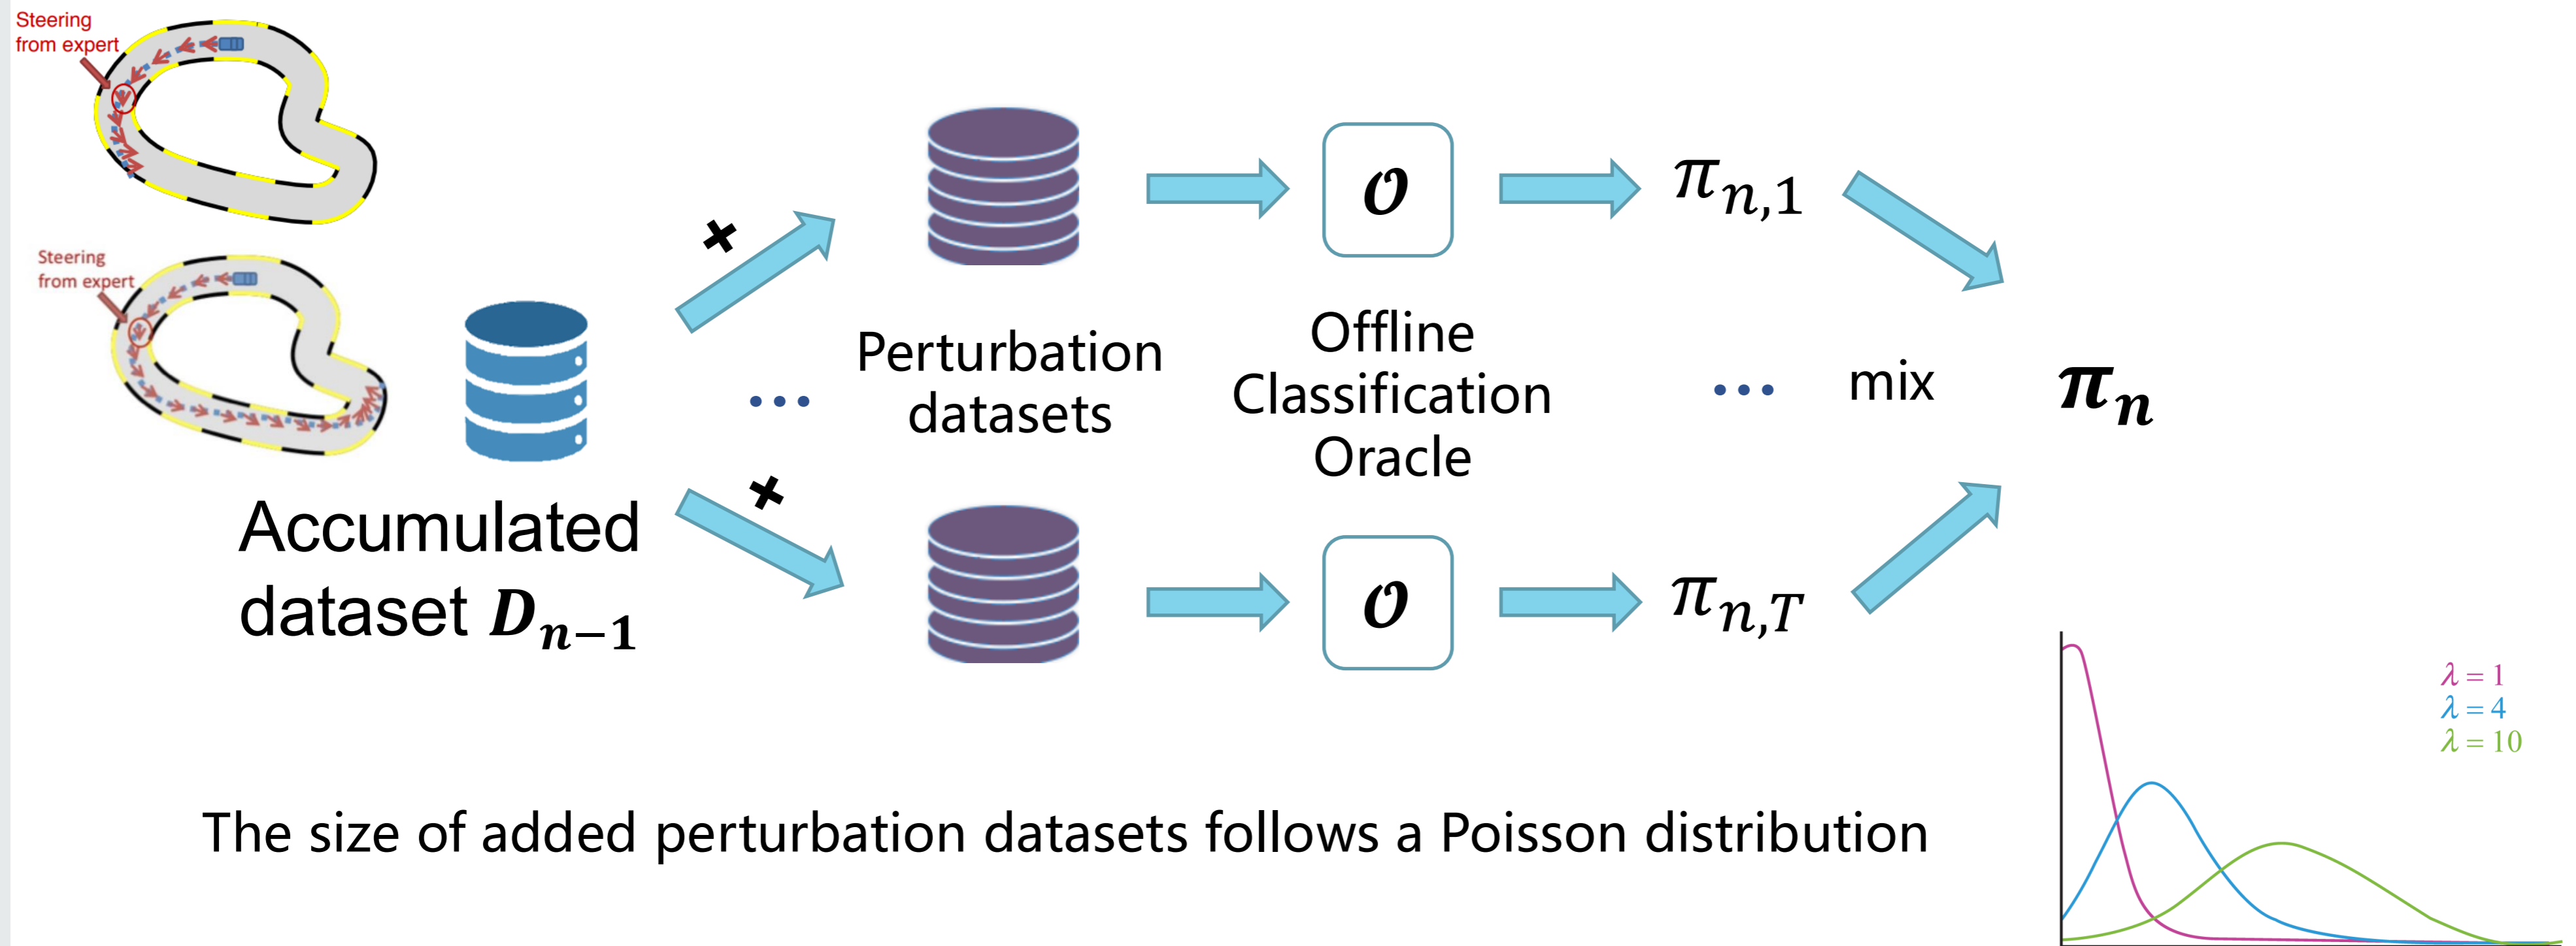 Steering
from expert
Steering
from expert
Accumulated
dataset D_{n-1}
+
+
...
Perturbation
datasets
𝒪
Offline
Classification
Oracle
𝒪
π_{n,1}
... mix
π_{n,T}
π_n
λ = 1
λ = 4
λ = 10
The size of added perturbation datasets follows a Poisson distribution